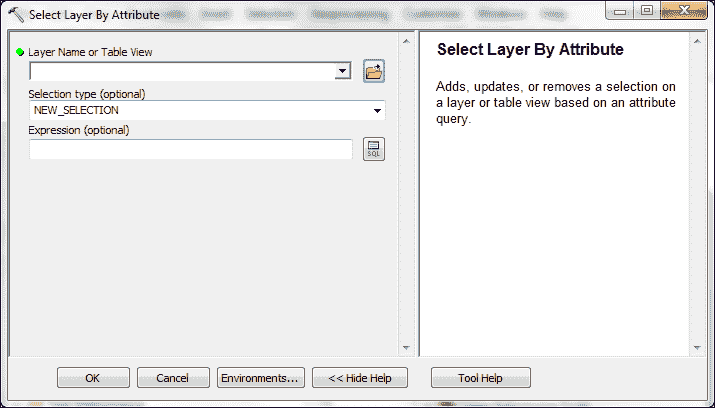 Select Layer By Attribute
Layer Name or Table View
Selection type (optional)
NEW_SELECTION
Expression (optional)
SQL
Select Layer By Attribute
Adds, updates, or removes a selection on
a layer or table view based on an attribute
query.
OK
Cancel
Environments...
<< Hide Help
Tool Help